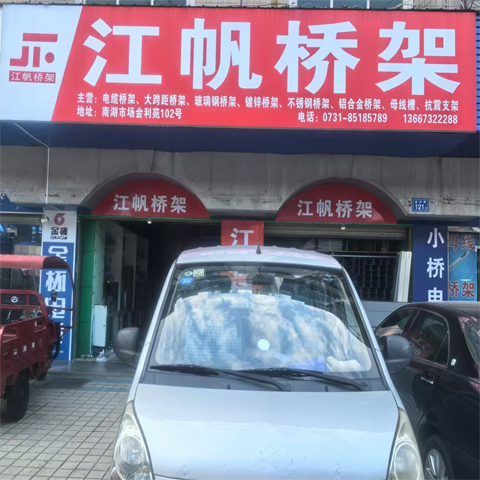 江帆桥架
江帆桥架
主营：电缆桥架、大跨距桥架、玻璃钢桥架、镀锌桥架、不锈钢桥架、铝合金桥架、母线槽、抗震支架
地址：南湖市场金利苑102号
电话：0731-85185789 13667322288
江帆桥架
江帆桥架
121
江
小桥电
桥架
金